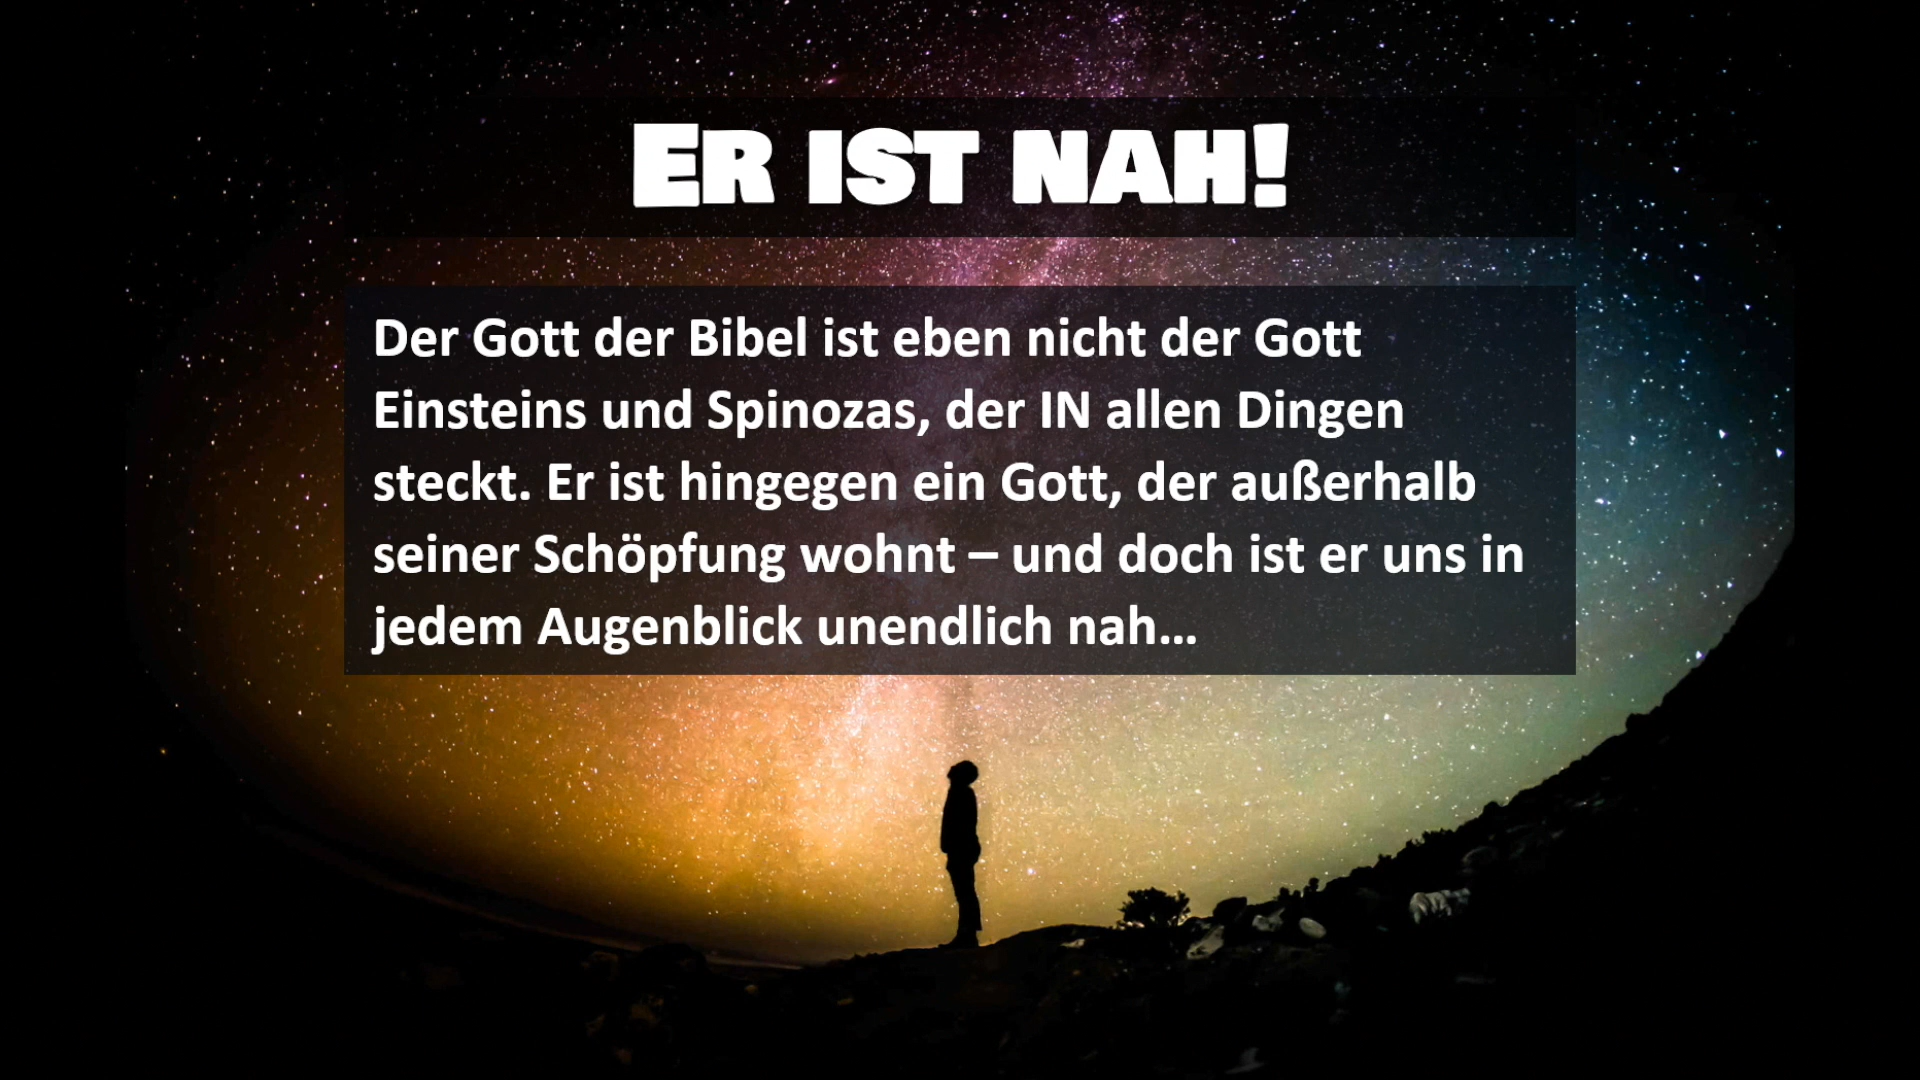 ER IST NAH!
Der Gott der Bibel ist eben nicht der Gott
Einsteins und Spinozas, der IN allen Dingen
steckt. Er ist hingegen ein Gott, der außerhalb
seiner Schöpfung wohnt – und doch ist er uns in
jedem Augenblick unendlich nah…